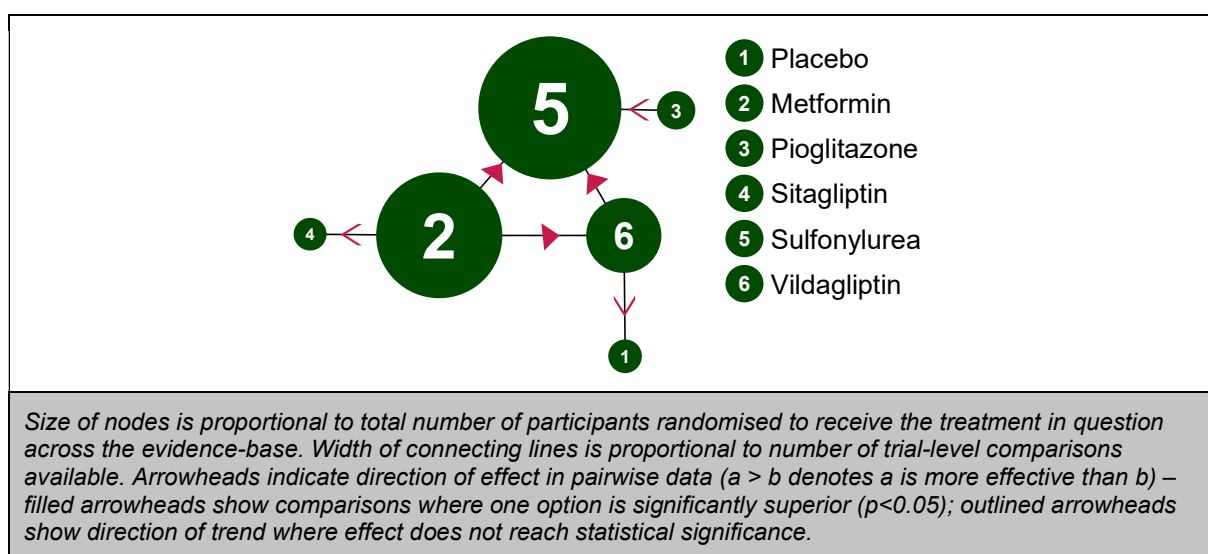 5
3
2
6
4
1
1 Placebo
2 Metformin
3 Pioglitazone
4 Sitagliptin
5 Sulfonylurea
6 Vildagliptin
Size of nodes is proportional to total number of participants randomised to receive the treatment in question
across the evidence-base. Width of connecting lines is proportional to number of trial-level comparisons
available. Arrowheads indicate direction of effect in pairwise data (a > b denotes a is more effective than b) –
filled arrowheads show comparisons where one option is significantly superior (p<0.05); outlined arrowheads
show direction of trend where effect does not reach statistical significance.